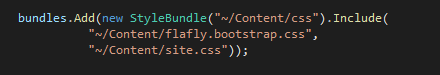 bundles.Add(new StyleBundle("~/Content/css").Include(
"~/Content/flafly.bootstrap.css",
"~/Content/site.css"));